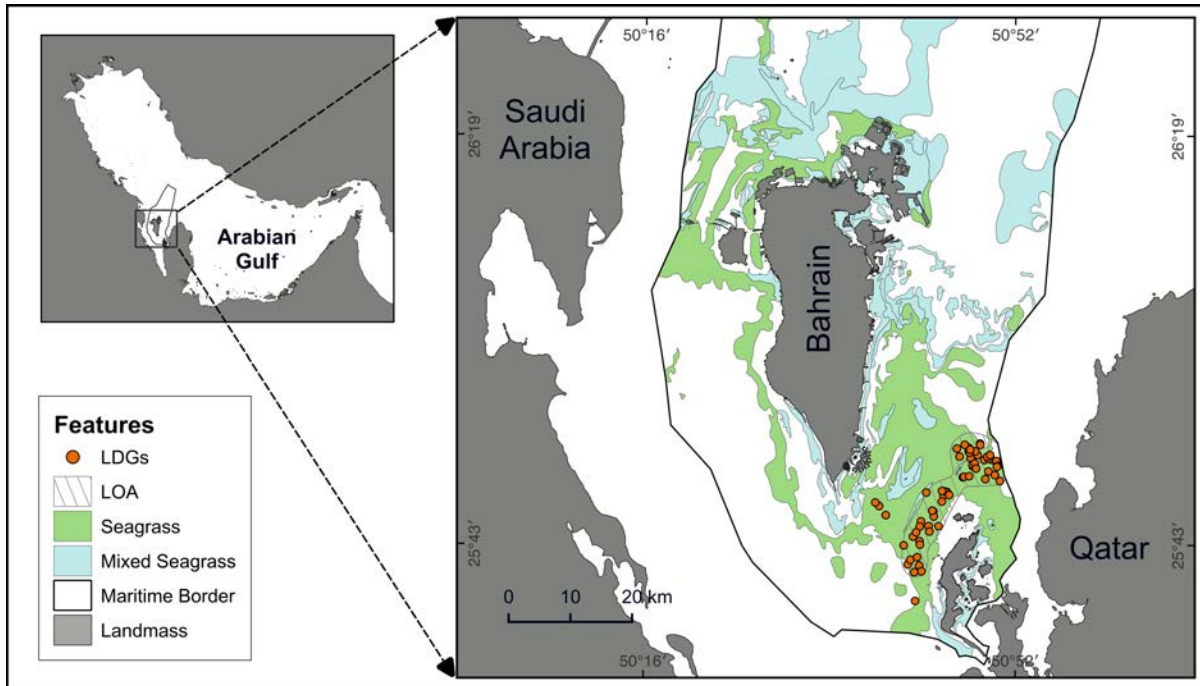 Arabian
Gulf
Features
LDGs
LOA
Seagrass
Mixed Seagrass
Maritime Border
Landmass
50°16′
50°52′
Saudi
Arabia
26°19′
26°19′
Bahrain
25°43′
25°43′
Qatar
0 10 20 km
50°16′
50°52′